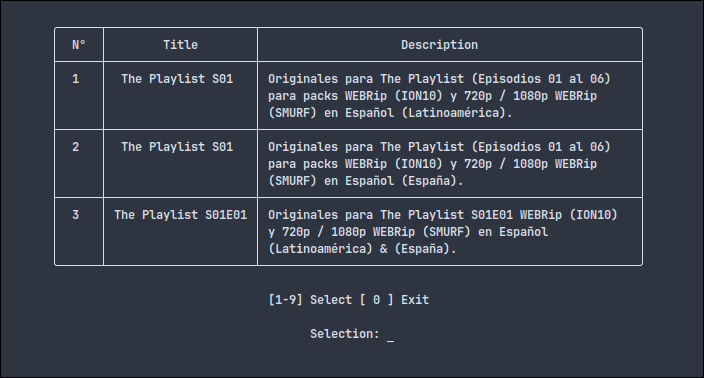 N° Title Description
1 The Playlist S01 Originales para The Playlist (Episodios 01 al 06)
para packs WEBRip (ION10) y 720p / 1080p WEBRip
(SMURF) en Español (Latinoamérica).
2 The Playlist S01 Originales para The Playlist (Episodios 01 al 06)
para packs WEBRip (ION10) y 720p / 1080p WEBRip
(SMURF) en Español (España).
3 The Playlist S01E01 Originales para The Playlist S01E01 WEBRip (ION10)
y 720p / 1080p WEBRip (SMURF) en Español
(Latinoamérica) & (España).
[1-9] Select [ 0 ] Exit
Selection: _